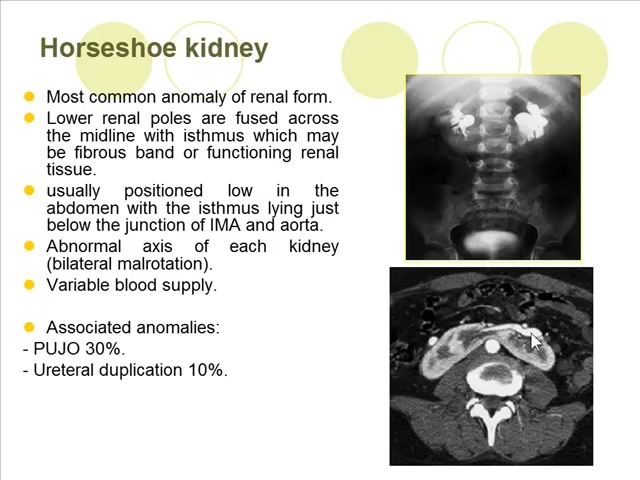 Horseshoe kidney
Most common anomaly of renal form.
Lower renal poles are fused across
the midline with isthmus which may
be fibrous band or functioning renal
tissue.
usually positioned low in the
abdomen with the isthmus lying just
below the junction of IMA and aorta.
Abnormal axis of each kidney
(bilateral malrotation).
Variable blood supply.
Associated anomalies:
- PUJO 30%.
- Ureteral duplication 10%.